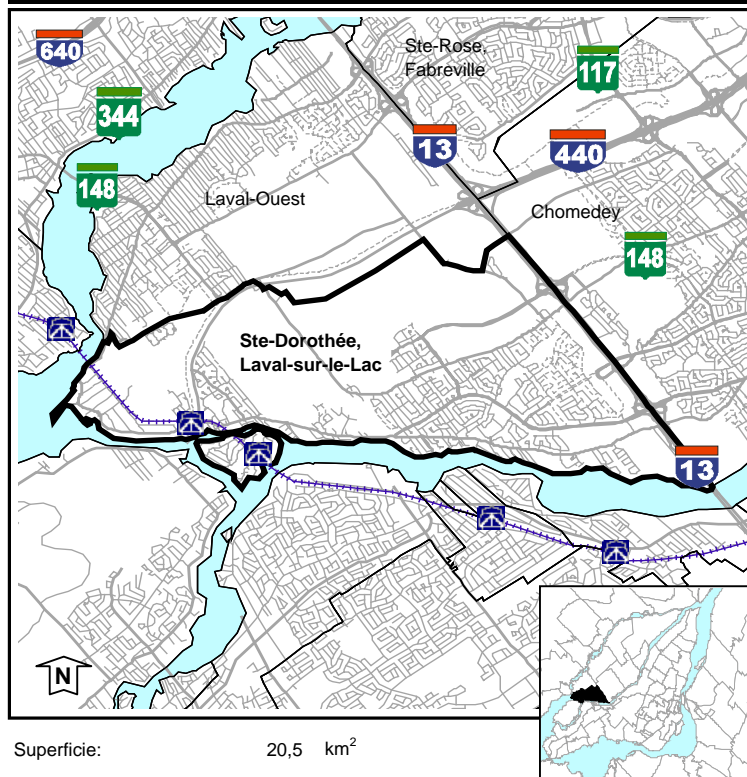 640
Ste-Rose,
Fabreville
117
344
13
440
148
Laval-Ouest
Chomedey
148
Ste-Dorothée,
Laval-sur-le-Lac
13
N
Superficie: 20,5 km²